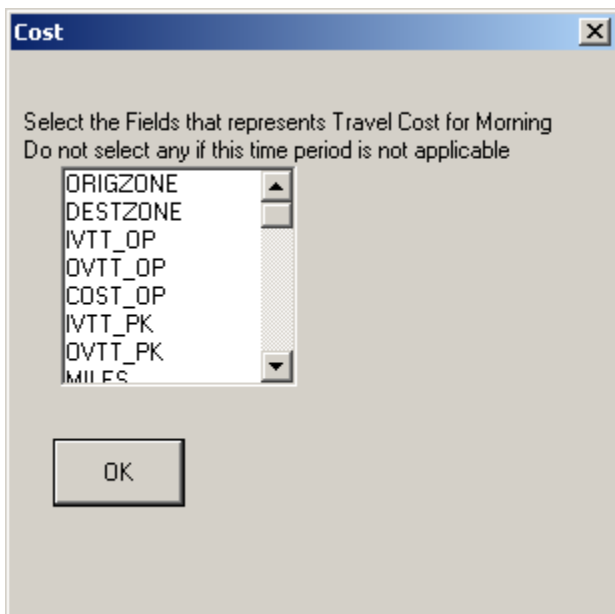 Cost
Select the Fields that represents Travel Cost for Morning
Do not select any if this time period is not applicable
ORIGZONE
DESTZONE
IVTT_OP
OVTT_OP
COST_OP
IVTT_PK
OVTT_PK
MILES
OK